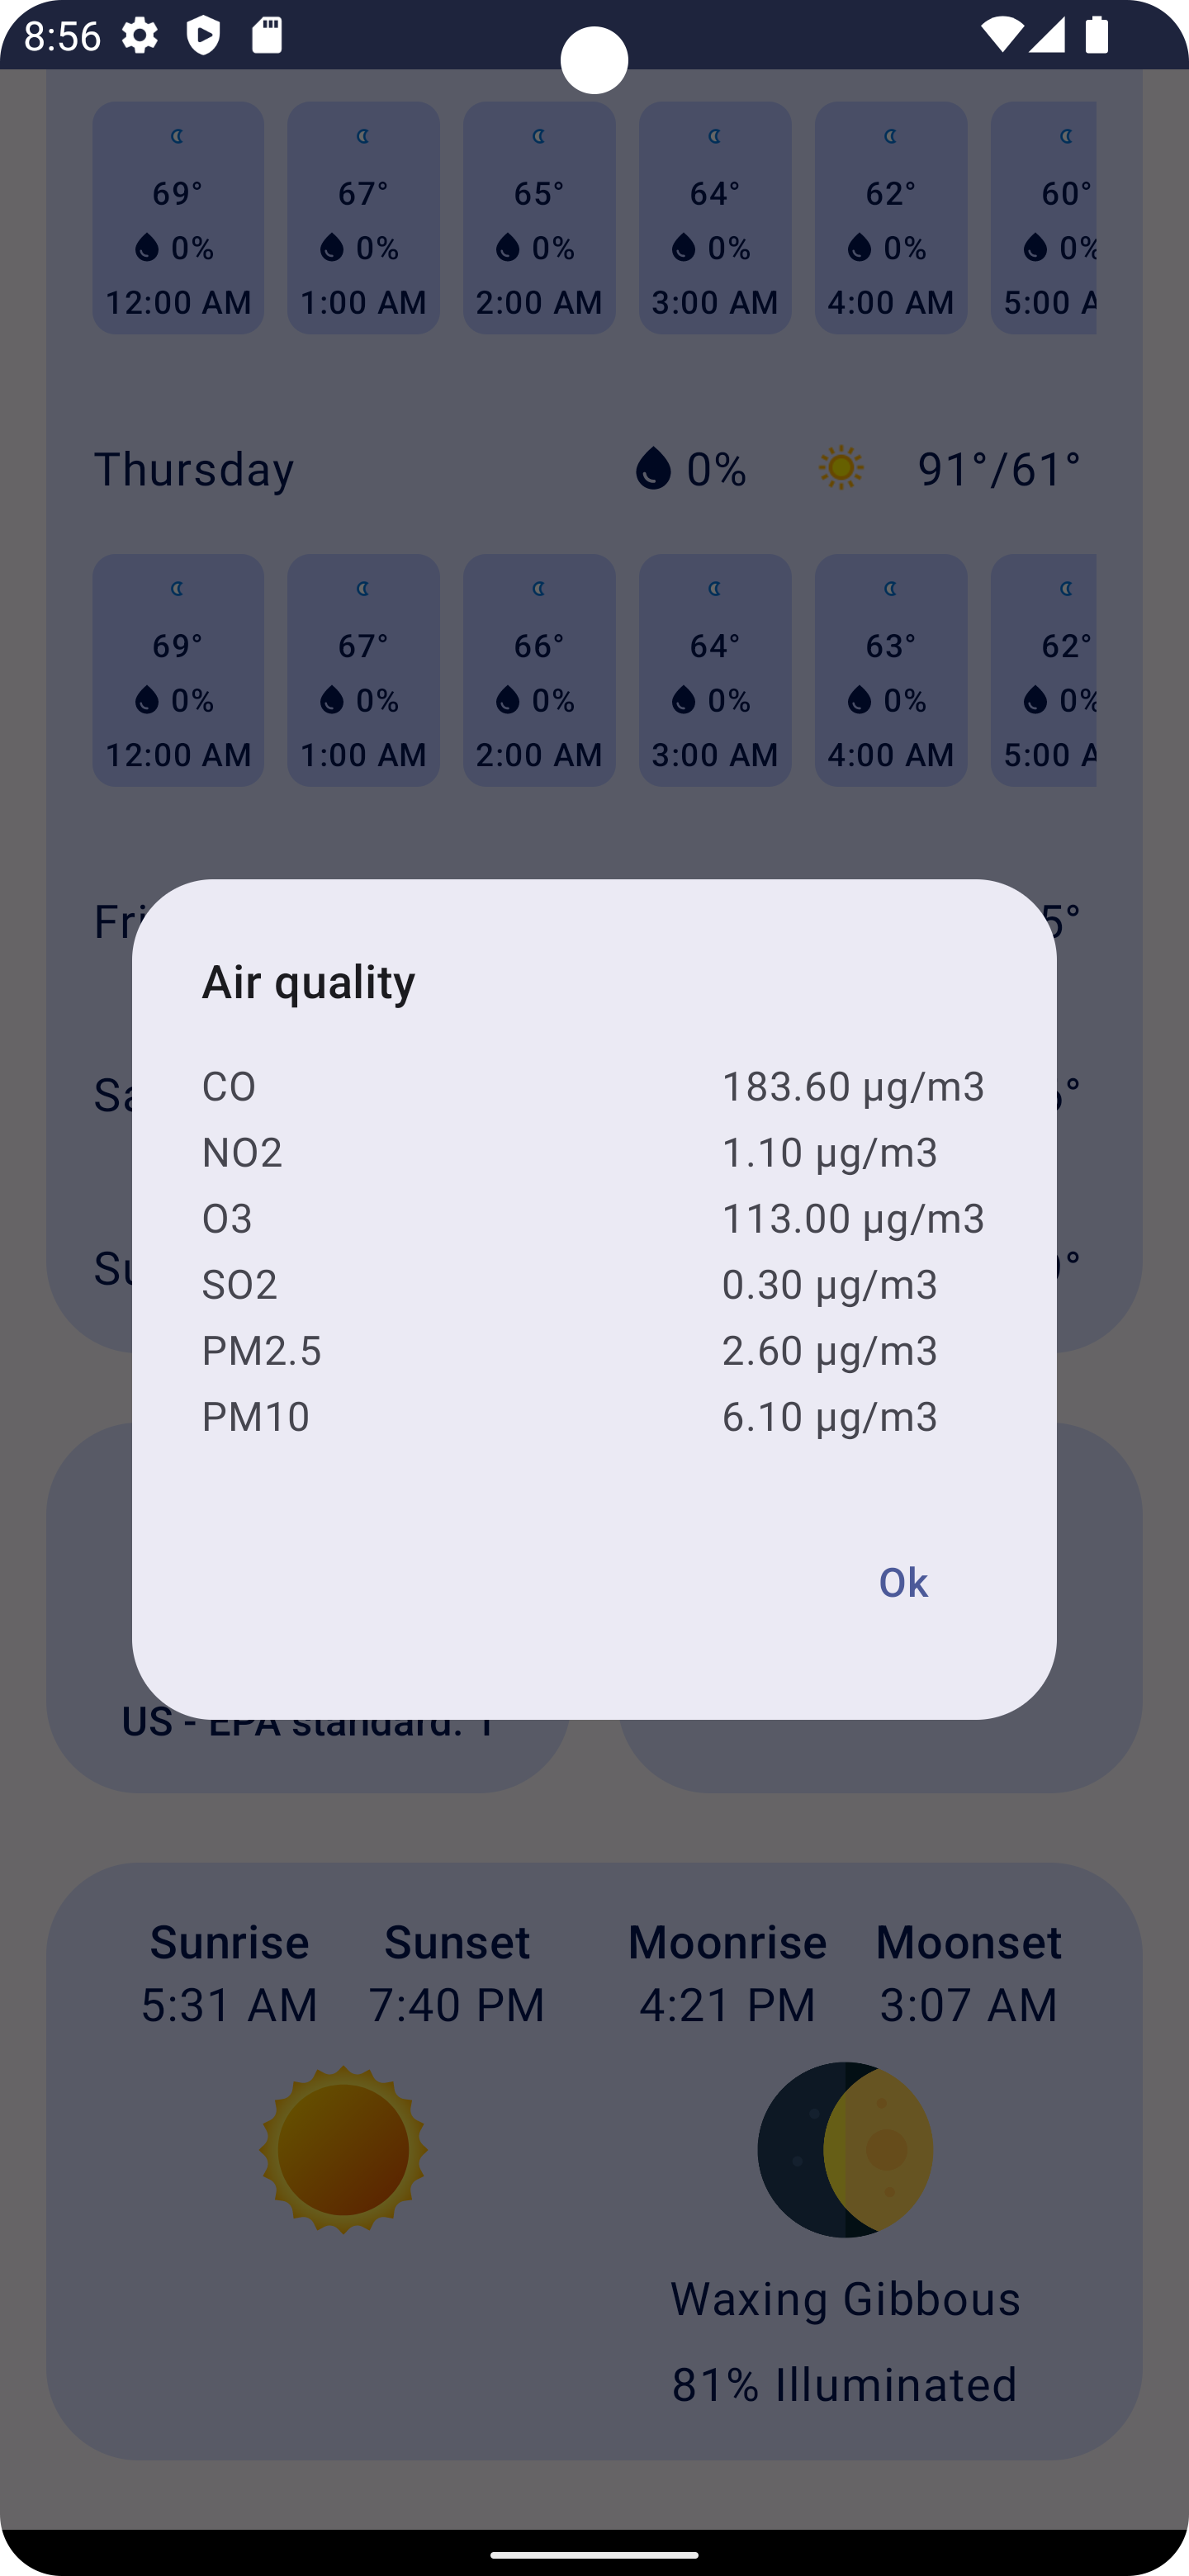 8:56
69° 67° 65° 64° 62° 60°
0% 0% 0% 0% 0% 0%
12:00 AM 1:00 AM 2:00 AM 3:00 AM 4:00 AM 5:00 A
Thursday 0% 91°/61°
69° 67° 66° 64° 63° 62°
0% 0% 0% 0% 0% 0%
12:00 AM 1:00 AM 2:00 AM 3:00 AM 4:00 AM 5:00 A
Fri 5°
Air quality
CO 183.60 µg/m3
Sa °
NO2 1.10 µg/m3
O3 113.00 µg/m3
Su °
SO2 0.30 µg/m3
PM2.5 2.60 µg/m3
PM10 6.10 µg/m3
Ok
US - EPA standard: 1
Sunrise Sunset Moonrise Moonset
5:31 AM 7:40 PM 4:21 PM 3:07 AM
Waxing Gibbous
81% Illuminated